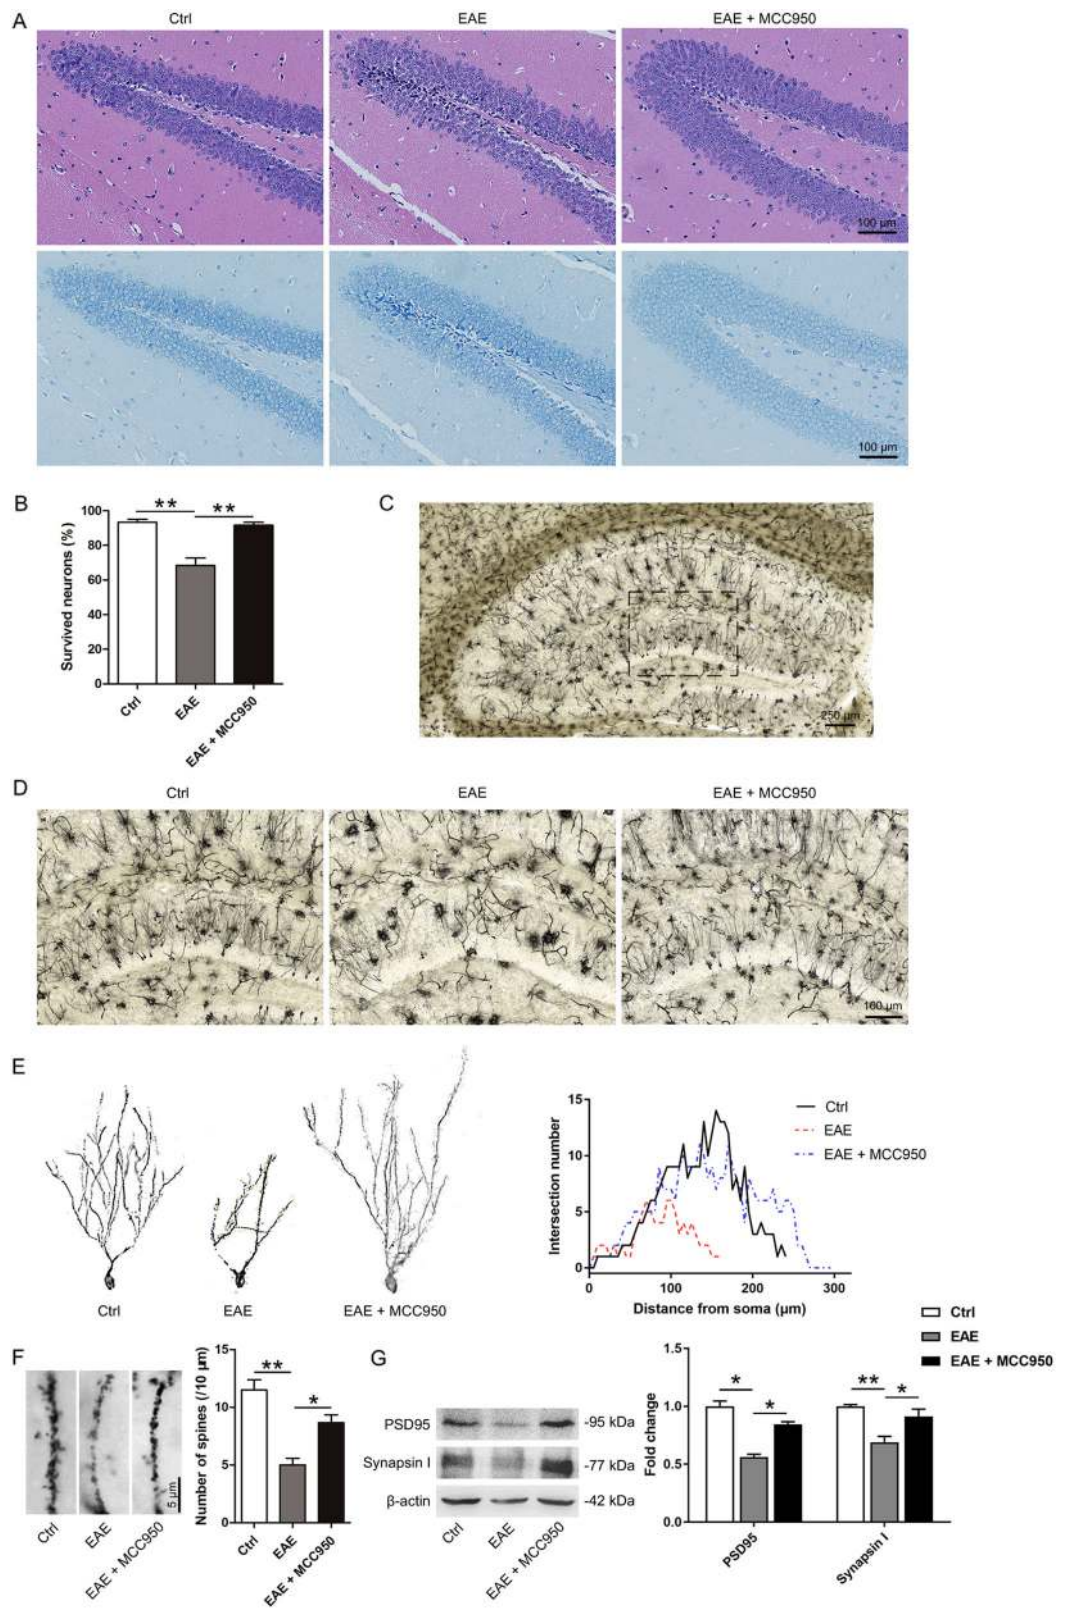 A
Ctrl
EAE
EAE + MCC950
100 µm
100 µm
B
Survived neurons (%)
100
80
60
40
20
0
**
**
Ctrl
EAE
EAE + MCC950
C
250 µm
D
Ctrl
EAE
EAE + MCC950
100 µm
E
Ctrl
EAE
EAE + MCC950
Intersection number
15
10
5
0
0
100
200
300
Distance from soma (µm)
Ctrl
EAE
EAE + MCC950
F
5 µm
Ctrl
EAE
EAE + MCC950
Number of spines (/10 µm)
15
10
5
0
**
*
Ctrl
EAE
EAE + MCC950
G
PSD95
-95 kDa
Synapsin I
-77 kDa
β-actin
-42 kDa
Ctrl
EAE
EAE + MCC950
Fold change
1.5
1.0
0.5
0.0
*
*
**
*
PSD95
Synapsin I
Ctrl
EAE
EAE + MCC950